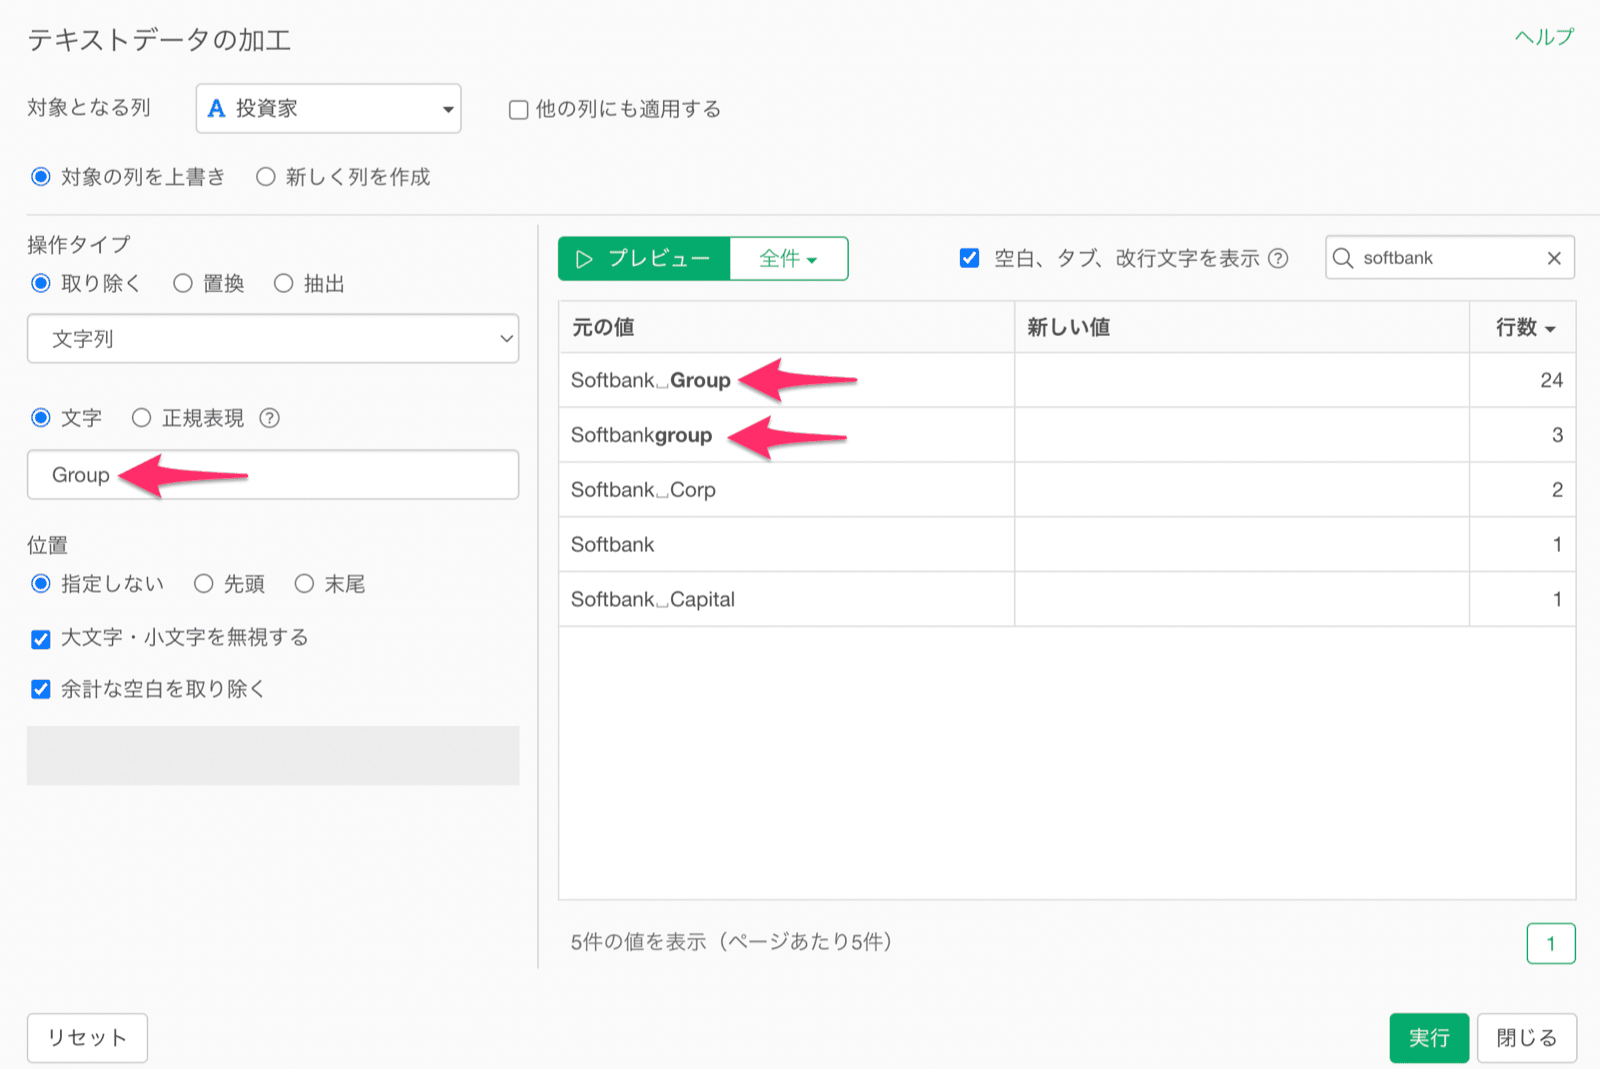 テキストデータの加工
ヘルプ
対象となる列
A 投資家
他の列にも適用する
対象の列を上書き 新しく列を作成
操作タイプ
取り除く 置換 抽出
文字列
文字 正規表現 ?
Group
位置
指定しない 先頭 末尾
大文字・小文字を無視する
余計な空白を取り除く
プレビュー 全件
空白、タブ、改行文字を表示 ?
softbank
元の値 新しい値 行数
Softbank␣Group 24
Softbankgroup 3
Softbank␣Corp 2
Softbank 1
Softbank␣Capital 1
5件の値を表示（ページあたり5件）
1
リセット
実行 閉じる